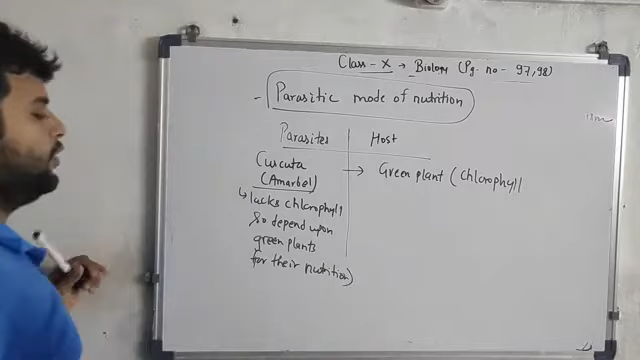 Class - X → Biology (Pg. no - 97,98)
- Parasitic mode of nutrition
Parasites Host
Cuscuta → Green plant (Chlorophyll
(Amarbel)
↳ lacks chlorophyll
So depend upon
green plants
for their nutrition)